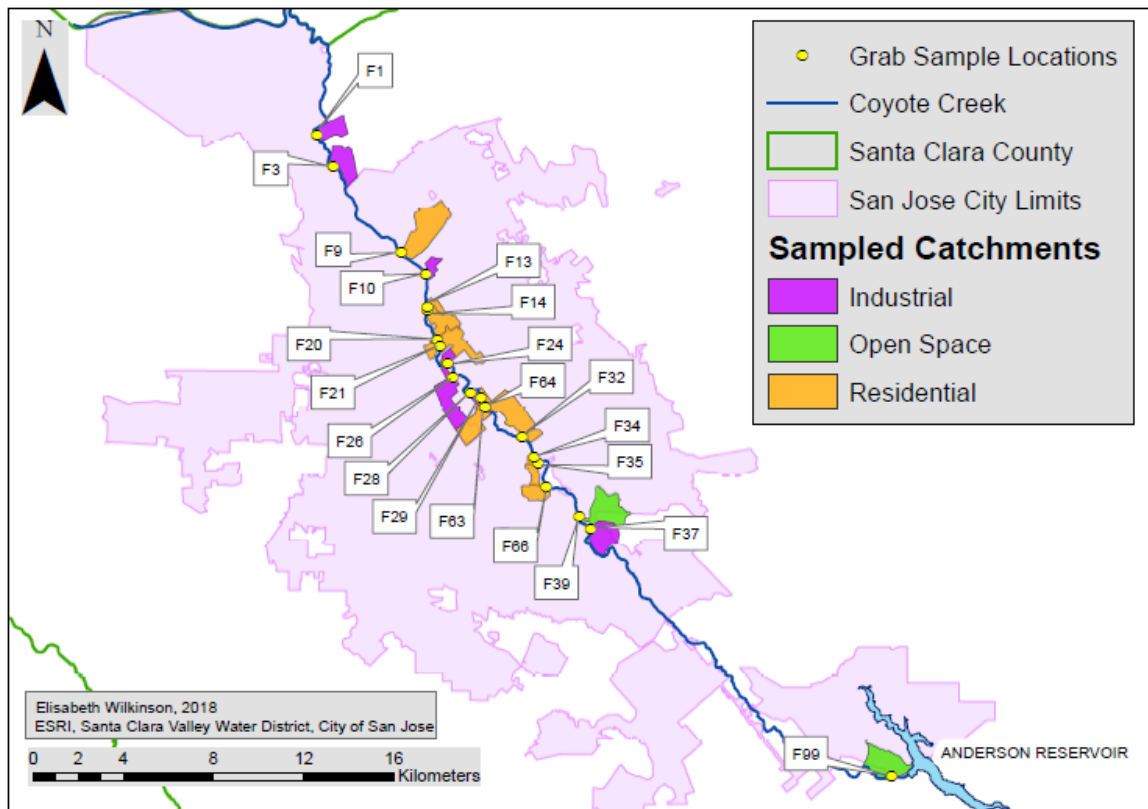 N
F1
F3
F9
F10
F13
F14
F20
F21
F24
F64
F32
F26
F34
F28
F35
F29
F63
F66
F37
F39
F99
ANDERSON RESERVOIR
Grab Sample Locations
Coyote Creek
Santa Clara County
San Jose City Limits
Sampled Catchments
Industrial
Open Space
Residential
Elisabeth Wilkinson, 2018
ESRI, Santa Clara Valley Water District, City of San Jose
0 2 4 8 12 16
Kilometers